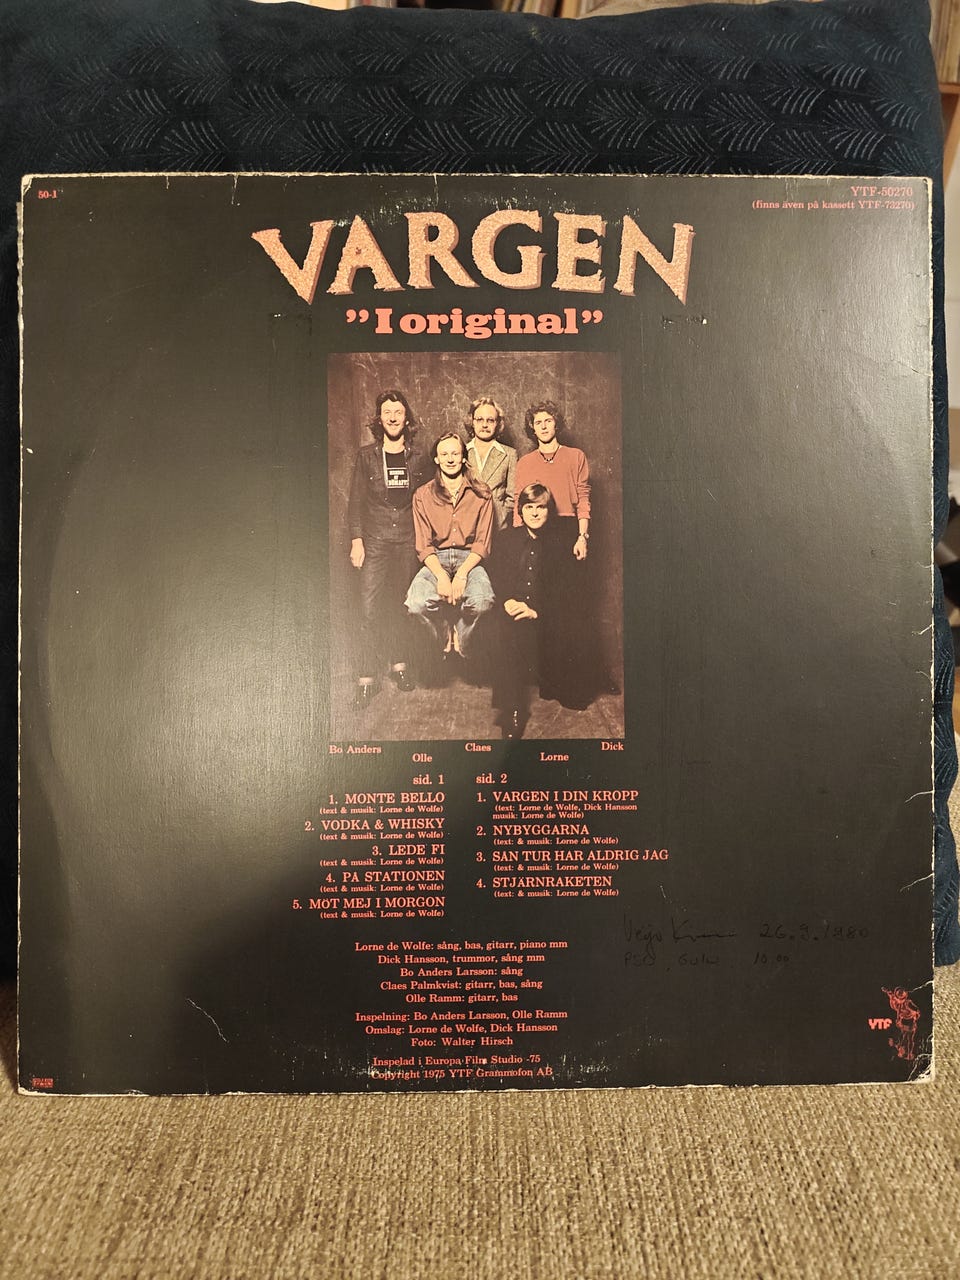 50-1
YTF-50270
(finns även på kassett YTF-73270)
VARGEN
"I original"
Bo Anders
Olle
Claes
Lorne
Dick
sid. 1
1. MONTE BELLO
(text & musik: Lorne de Wolfe)
2. VODKA & WHISKY
(text & musik: Lorne de Wolfe)
3. LEDE FI
(text & musik: Lorne de Wolfe)
4. PÅ STATIONEN
(text & musik: Lorne de Wolfe)
5. MÖT MEJ I MORGON
(text & musik: Lorne de Wolfe)
sid. 2
1. VARGEN I DIN KROPP
(text: Lorne de Wolfe, Dick Hansson
musik: Lorne de Wolfe)
2. NYBYGGARNA
(text: & musik: Lorne de Wolfe)
3. SÅN TUR HAR ALDRIG JAG
(text: & musik: Lorne de Wolfe)
4. STJÄRNRAKETEN
(text: & musik: Lorne de Wolfe)
Lorne de Wolfe: sång, bas, gitarr, piano mm
Dick Hansson, trummor, sång mm
Bo Anders Larsson: sång
Claes Palmkvist: gitarr, bas, sång
Olle Ramm: gitarr, bas
Inspelning: Bo Anders Larsson, Olle Ramm
Omslag: Lorne de Wolfe, Dick Hansson
Foto: Walter Hirsch
Inspelad i Europa Film Studio -75
Copyright 1975 YTF Grammofon AB
26.9.1980
10.00
YTF